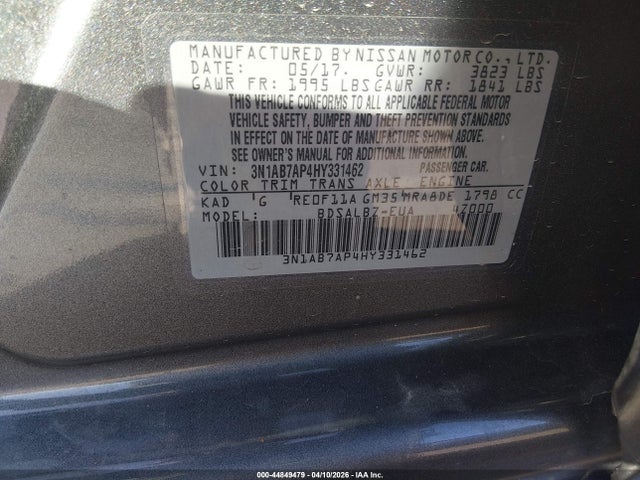 MANUFACTURED BY NISSAN MOTOR CO., LTD.
DATE: 05/17. GVWR: 3823 LBS
GAWR FR: 1995 LBS GAWR RR: 1841 LBS
THIS VEHICLE CONFORMS TO ALL APPLICABLE FEDERAL MOTOR
VEHICLE SAFETY, BUMPER AND THEFT PREVENTION STANDARDS
IN EFFECT ON THE DATE OF MANUFACTURE SHOWN ABOVE.
SEE OWNER'S MANUAL FOR ADDITIONAL INFORMATION.
VIN: 3N1AB7AP4HY331462 PASSENGER CAR.
COLOR TRIM TRANS AXLE ENGINE
KAD G RE0F11A GM35 MRA8DE 1798 CC
MODEL: BDSALBZ-EUA 42000
3N1AB7AP4HY331462
000-44849479 04/10/2026 IAA Inc.